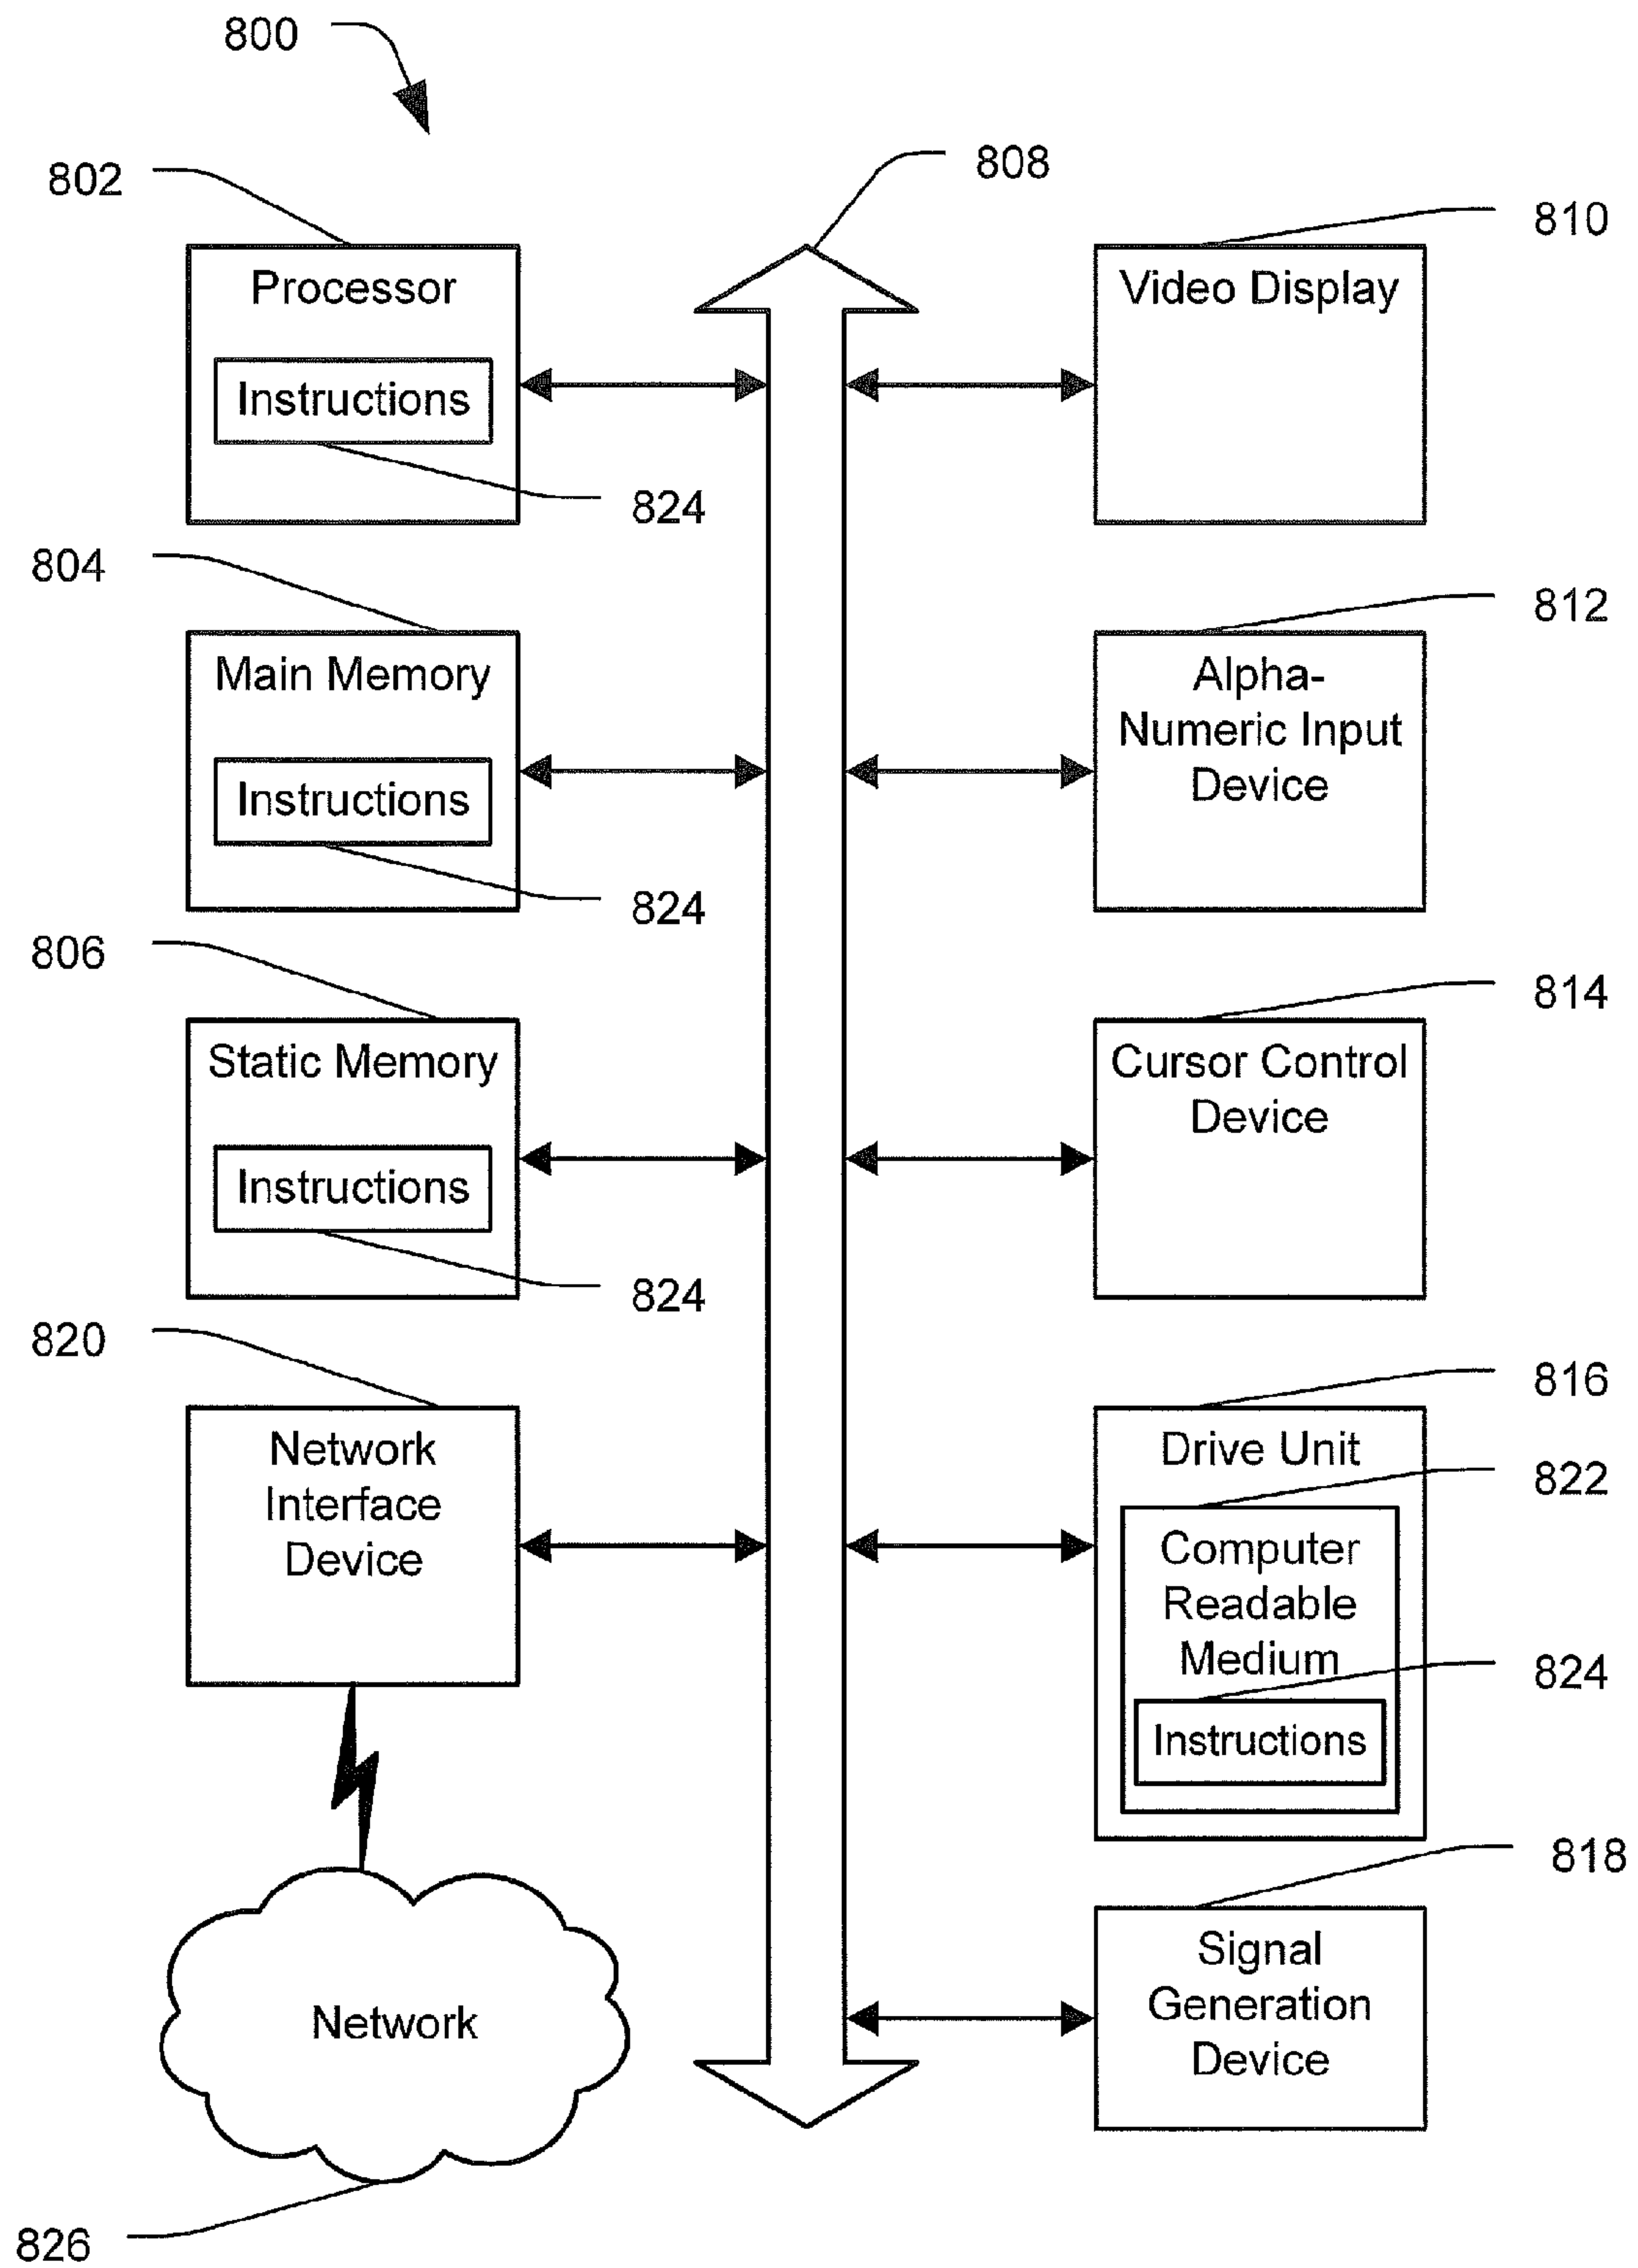 800
802
808
810
Processor
Instructions
824
Video Display
804
812
Main Memory
Instructions
824
Alpha-
Numeric Input
Device
806
814
Static Memory
Instructions
824
Cursor Control
Device
820
816
Network
Interface
Device
Drive Unit
822
Computer
Readable
Medium
824
Instructions
818
Signal
Generation
Device
Network
826